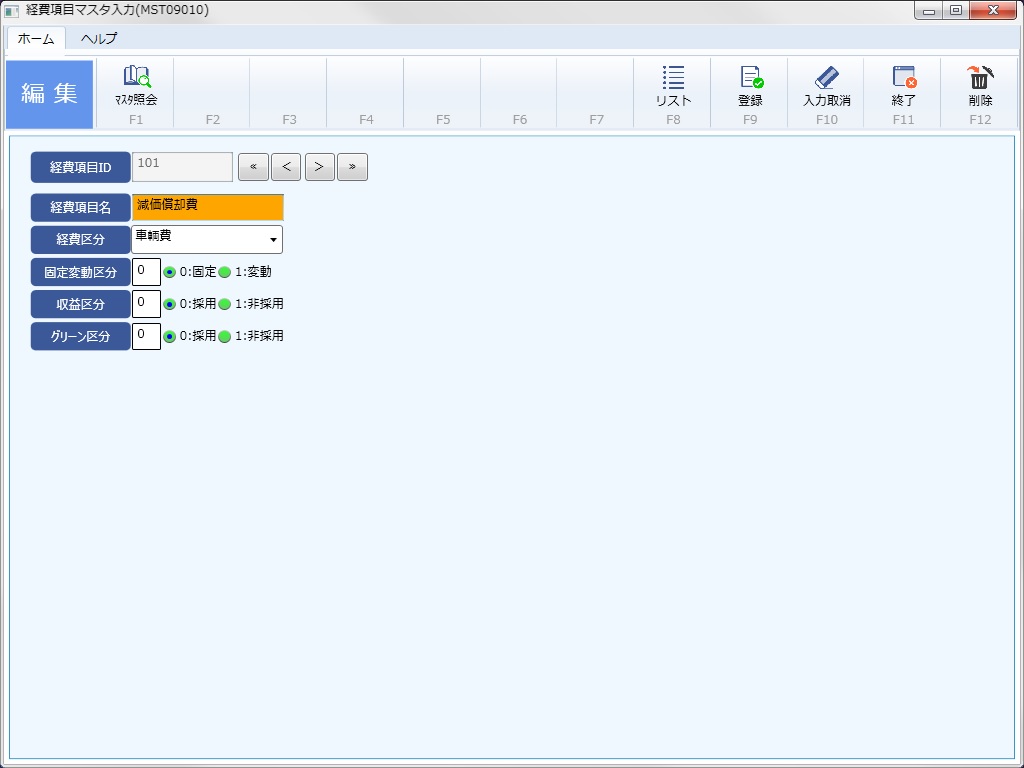 経費項目マスタ入力(MST09010)
ホーム ヘルプ
編 集
ﾏｽﾀ照会 リスト 登録 入力取消 終了 削除
F1 F2 F3 F4 F5 F6 F7 F8 F9 F10 F11 F12
経費項目ID 101 « < > »
経費項目名 減価償却費
経費区分 車輌費
固定変動区分 0 0:固定 1:変動
収益区分 0 0:採用 1:非採用
グリーン区分 0 0:採用 1:非採用